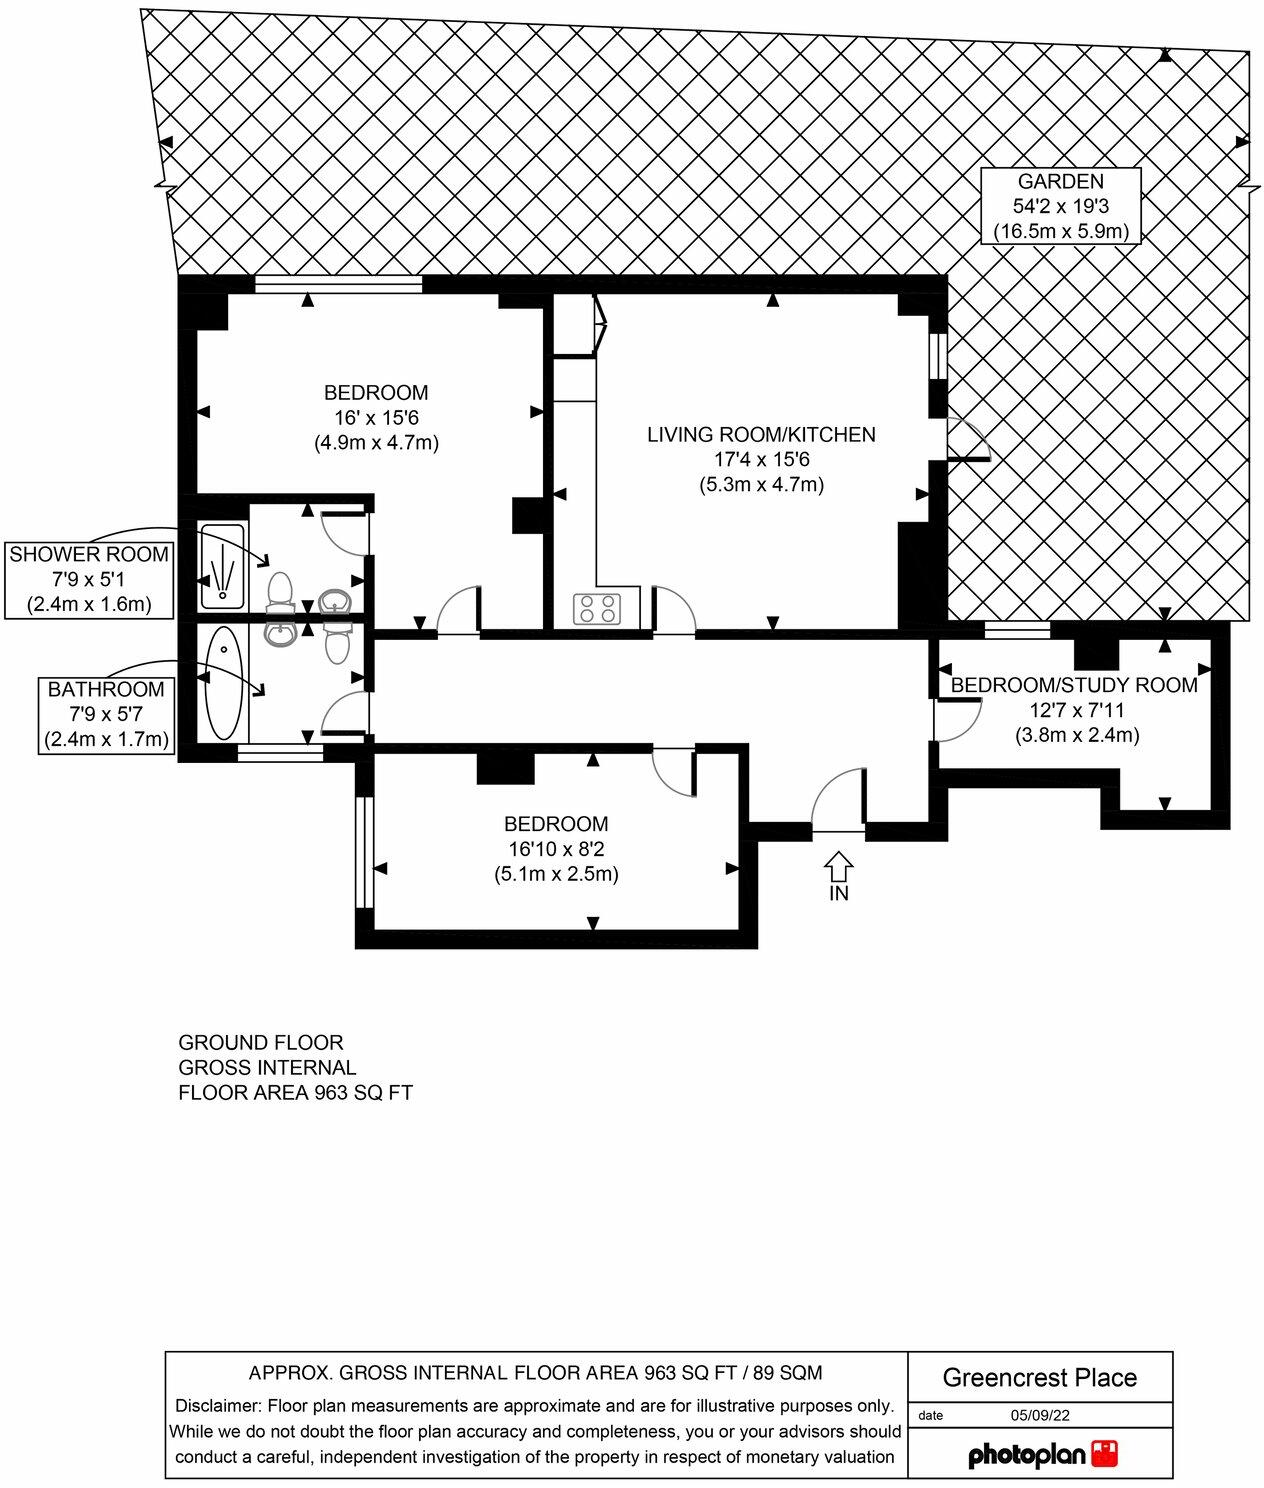 GARDEN
54'2 x 19'3
(16.5m x 5.9m)
BEDROOM
16' x 15'6
(4.9m x 4.7m)
LIVING ROOM/KITCHEN
17'4 x 15'6
(5.3m x 4.7m)
SHOWER ROOM
7'9 x 5'1
(2.4m x 1.6m)
BATHROOM
7'9 x 5'7
(2.4m x 1.7m)
BEDROOM/STUDY ROOM
12'7 x 7'11
(3.8m x 2.4m)
BEDROOM
16'10 x 8'2
(5.1m x 2.5m)
IN
GROUND FLOOR
GROSS INTERNAL
FLOOR AREA 963 SQ FT
APPROX. GROSS INTERNAL FLOOR AREA 963 SQ FT / 89 SQM
Disclaimer: Floor plan measurements are approximate and are for illustrative purposes only.
While we do not doubt the floor plan accuracy and completeness, you or your advisors should
conduct a careful, independent investigation of the property in respect of monetary valuation
Greencrest Place
date 05/09/22
photoplan